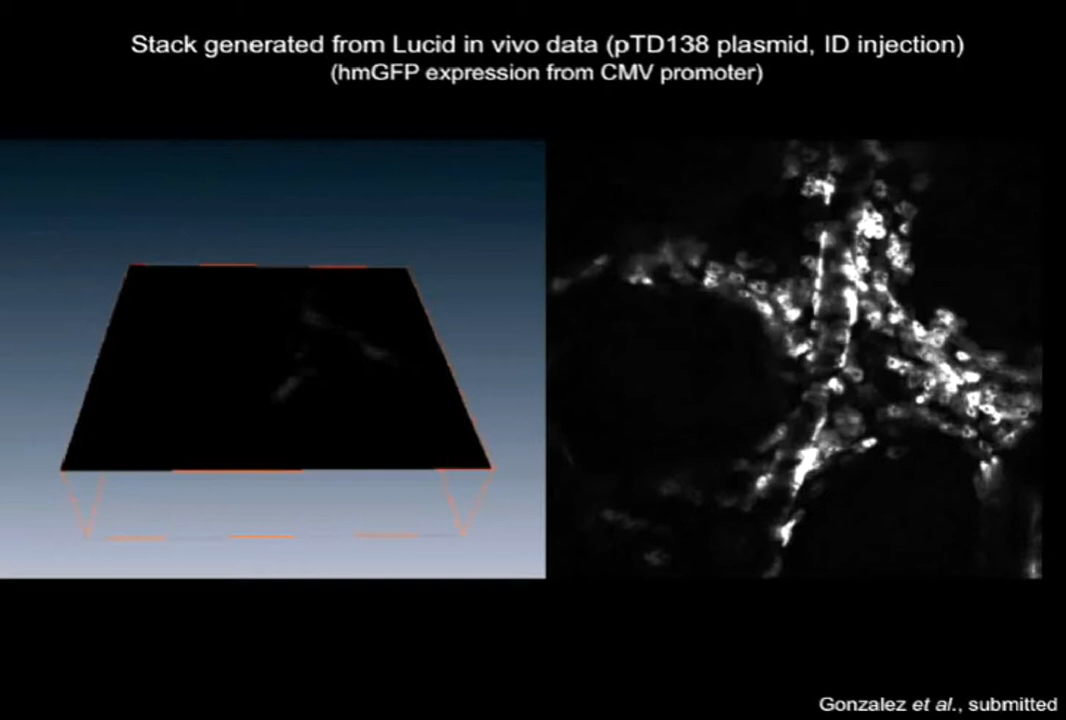 Stack generated from Lucid in vivo data (pTD138 plasmid, ID injection)
(hmGFP expression from CMV promoter)
Gonzalez et al., submitted